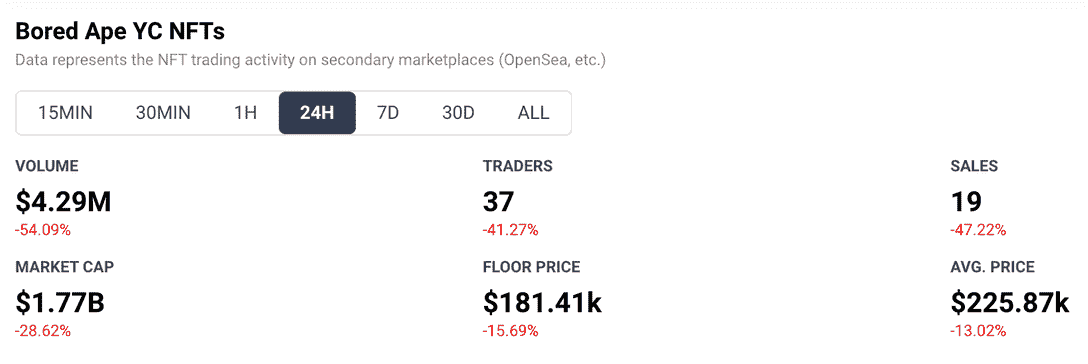 Bored Ape YC NFTs
Data represents the NFT trading activity on secondary marketplaces (OpenSea, etc.)
15MIN 30MIN 1H 24H 7D 30D ALL
VOLUME TRADERS SALES
$4.29M 37 19
-54.09% -41.27% -47.22%
MARKET CAP FLOOR PRICE AVG. PRICE
$1.77B $181.41k $225.87k
-28.62% -15.69% -13.02%